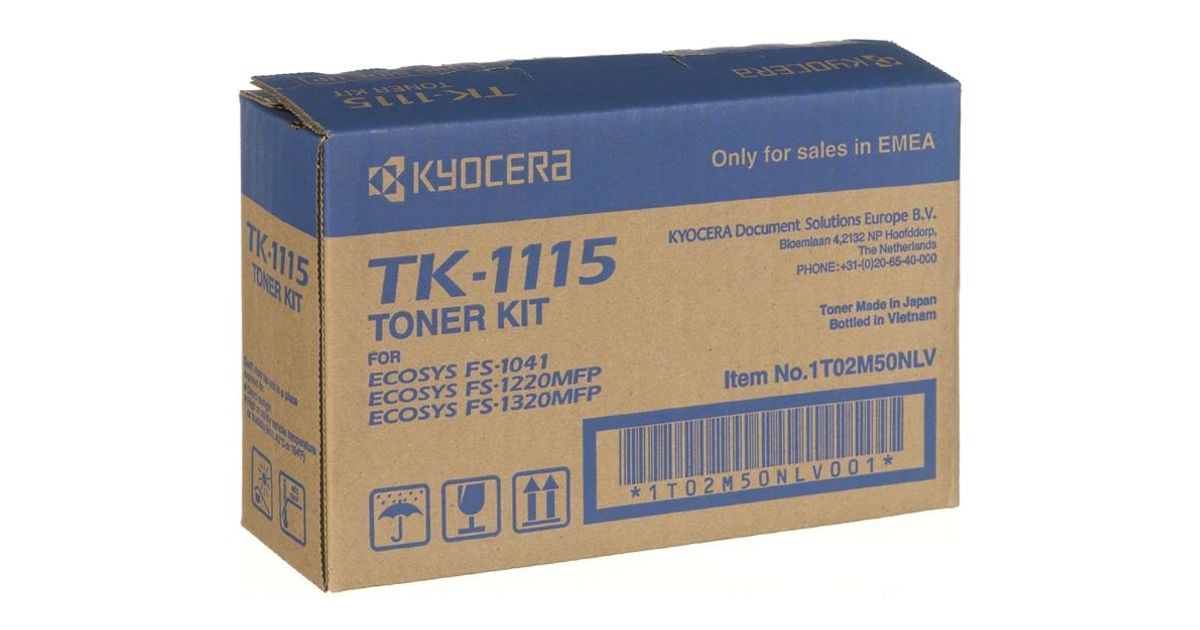 TONER KIT
TK-1115
KYOCERA
KYOCERA
Only for sales in EMEA
TK-1115
TONER KIT
TK-1115
TONER KIT
FOR
ECOSYS FS-1041
ECOSYS FS-1220MFP
ECOSYS FS-1320MFP
KYOCERA Document Solutions Europe B.V.
Bloemlaan 4,2132 NP Hoofddorp,
The Netherlands
PHONE:+31-(0)20-65-40-000
Toner Made in Japan
Bottled in Vietnam
Item No.1T02M50NLV
*1T02M50NLV001*